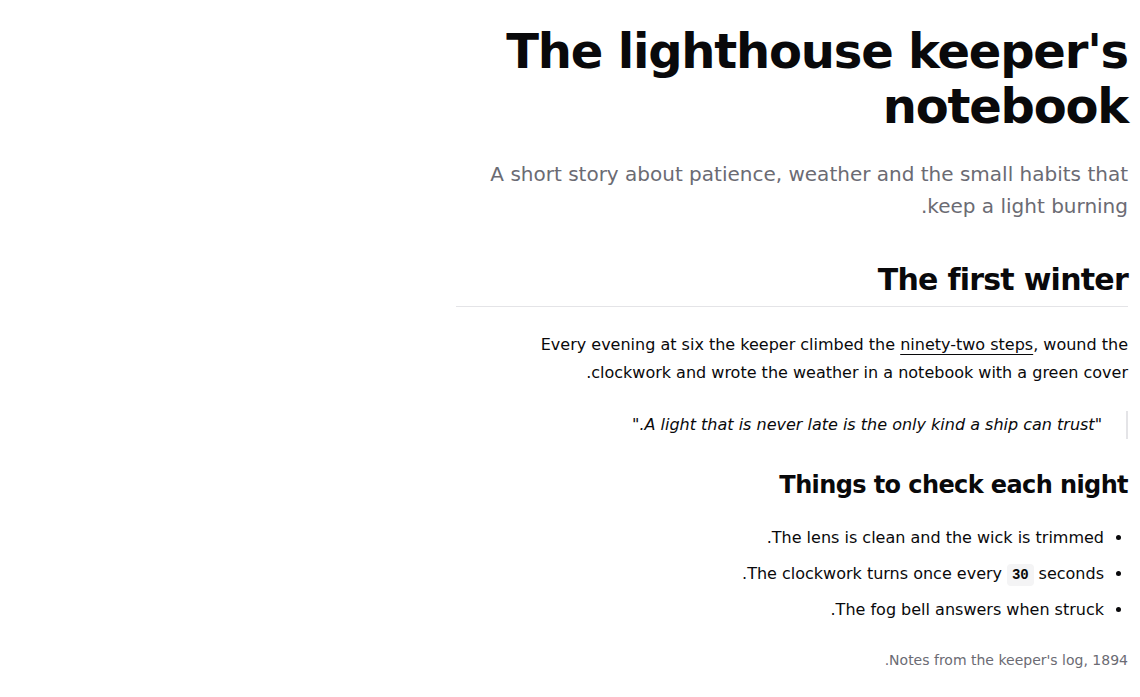 The lighthouse keeper's
notebook
A short story about patience, weather and the small habits that
.keep a light burning
The first winter
Every evening at six the keeper climbed the ninety-two steps, wound the
.clockwork and wrote the weather in a notebook with a green cover
".A light that is never late is the only kind a ship can trust"
Things to check each night
• .The lens is clean and the wick is trimmed
• .The clockwork turns once every 30 seconds
• .The fog bell answers when struck
.Notes from the keeper's log, 1894